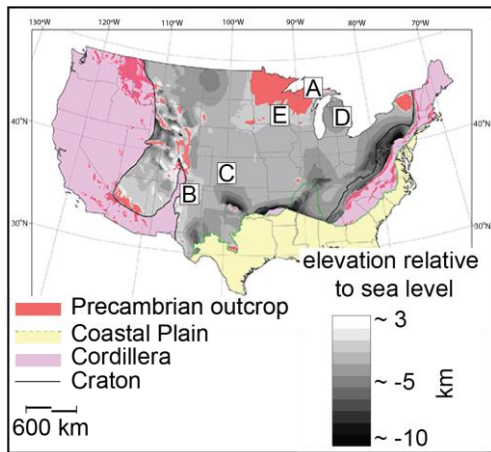 130°W 120°W 110°W 100°W 90°W 80°W 70°W 60°W
A
40°N
E
D
40°N
C
B
30°N
elevation relative
to sea level
Precambrian outcrop
Coastal Plain
Cordillera
Craton
600 km
~ 3
~ -5
~ -10
km